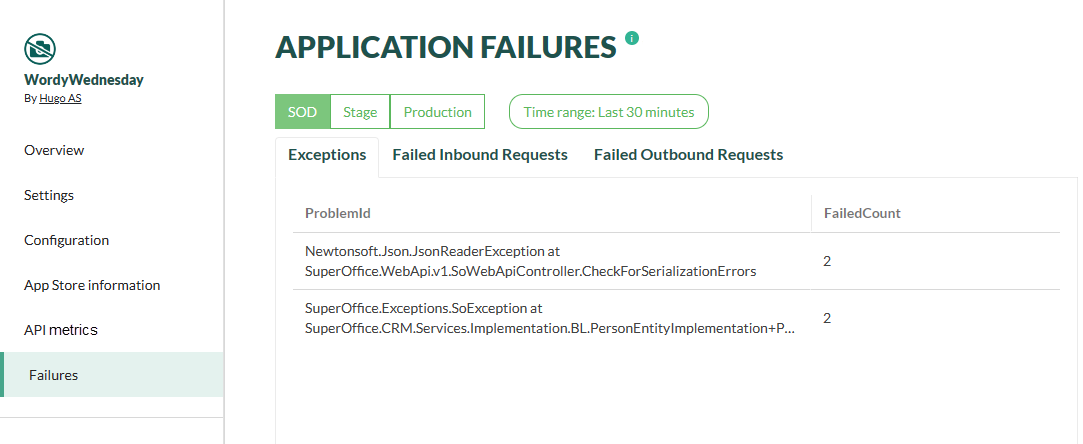 WordyWednesday
By Hugo AS
Overview
Settings
Configuration
App Store information
API metrics
Failures
APPLICATION FAILURES i
SOD Stage Production Time range: Last 30 minutes
Exceptions Failed Inbound Requests Failed Outbound Requests
ProblemId FailedCount
Newtonsoft.Json.JsonReaderException at
SuperOffice.WebApi.v1.SoWebApiController.CheckForSerializationErrors
2
SuperOffice.Exceptions.SoException at
SuperOffice.CRM.Services.Implementation.BL.PersonEntityImplementation+P...
2